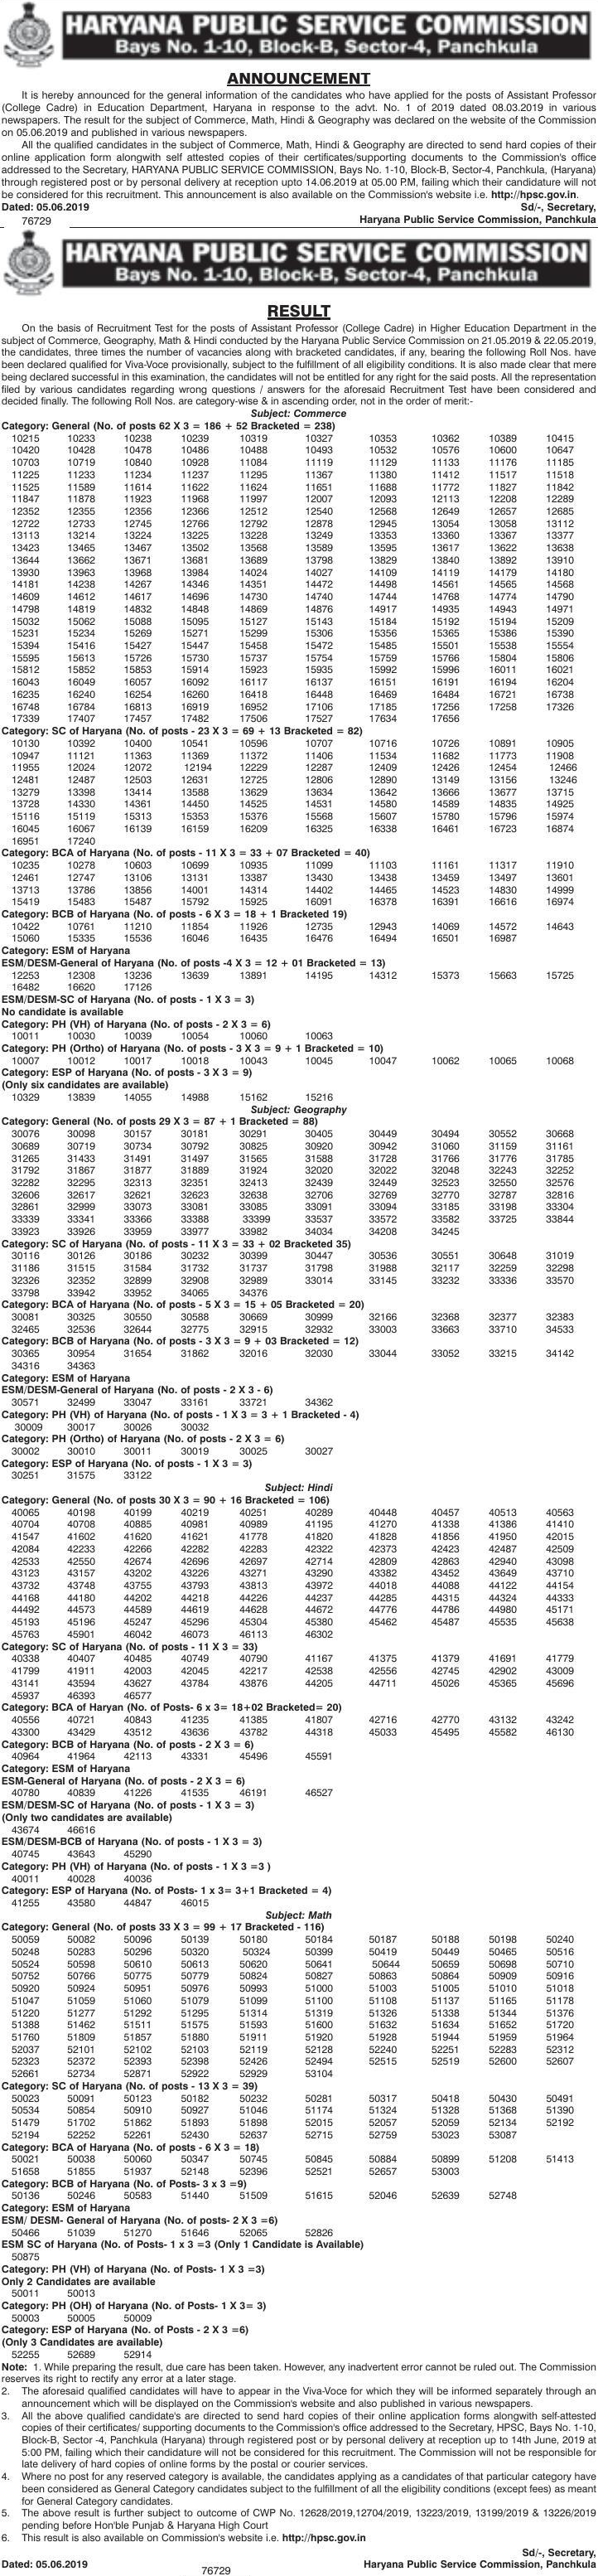 HARYANA PUBLIC SERVICE COMMISSION
Bays No. 1-10, Block-B, Sector-4, Panchkula
ANNOUNCEMENT
It is hereby announced for the general information of the candidates who have applied for the posts of Assistant Professor
(College Cadre) in Education Department, Haryana in response to the advt. No. 1 of 2019 dated 08.03.2019 in various
newspapers. The result for the subject of Commerce, Math, Hindi & Geography was declared on the website of the Commission
on 05.06.2019 and published in various newspapers.
All the qualified candidates in the subject of Commerce, Math, Hindi & Geography are directed to send hard copies of their
online application form alongwith self attested copies of their certificates/supporting documents to the Commission's office
addressed to the Secretary, HARYANA PUBLIC SERVICE COMMISSION, Bays No. 1-10, Block-B, Sector-4, Panchkula, (Haryana)
through registered post or by personal delivery at reception upto 14.06.2019 at 05.00 P.M, failing which their candidature will not
be considered for this recruitment. This announcement is also available on the Commission's website i.e. http://hpsc.gov.in.
Dated: 05.06.2019 Sd/-, Secretary,
76729 Haryana Public Service Commission, Panchkula
HARYANA PUBLIC SERVICE COMMISSION
Bays No. 1-10, Block-B, Sector-4, Panchkula
RESULT
On the basis of Recruitment Test for the posts of Assistant Professor (College Cadre) in Higher Education Department in the
subject of Commerce, Geography, Math & Hindi conducted by the Haryana Public Service Commission on 21.05.2019 & 22.05.2019,
the candidates, three times the number of vacancies along with bracketed candidates, if any, bearing the following Roll Nos. have
been declared qualified for Viva-Voce provisionally, subject to the fulfillment of all eligibility conditions. It is also made clear that mere
being declared successful in this examination, the candidates will not be entitled for any right for the said posts. All the representation
filed by various candidates regarding wrong questions / answers for the aforesaid Recruitment Test have been considered and
decided finally. The following Roll Nos. are category-wise & in ascending order, not in the order of merit:-
Subject: Commerce
Category: General (No. of posts 62 X 3 = 186 + 52 Bracketed = 238)
10215 10233 10238 10239 10319 10327 10353 10362 10389 10415
10420 10428 10478 10486 10488 10493 10532 10576 10600 10647
10703 10719 10840 10928 11084 11119 11129 11133 11176 11185
11225 11233 11234 11237 11295 11367 11380 11412 11517 11518
11525 11589 11614 11622 11624 11651 11688 11772 11827 11842
11847 11878 11923 11968 11997 12007 12093 12113 12208 12289
12352 12355 12356 12366 12512 12540 12568 12649 12657 12685
12722 12733 12745 12766 12792 12878 12945 13054 13058 13112
13113 13214 13224 13225 13228 13249 13353 13360 13367 13377
13423 13465 13467 13502 13568 13589 13595 13617 13622 13638
13644 13662 13671 13681 13689 13798 13829 13840 13892 13910
13930 13963 13968 13984 14024 14027 14109 14119 14179 14180
14181 14238 14267 14346 14351 14472 14498 14561 14565 14568
14609 14612 14617 14696 14730 14740 14744 14768 14774 14790
14798 14819 14832 14848 14869 14876 14917 14935 14943 14971
15032 15062 15088 15095 15127 15143 15184 15192 15194 15209
15231 15234 15269 15271 15299 15306 15356 15365 15386 15390
15394 15416 15427 15447 15458 15472 15485 15501 15538 15554
15595 15613 15726 15730 15737 15754 15759 15766 15804 15806
15812 15852 15853 15914 15923 15935 15992 15996 16011 16021
16043 16049 16057 16092 16117 16137 16151 16191 16194 16204
16235 16240 16254 16260 16418 16448 16469 16484 16721 16738
16748 16784 16813 16919 16952 17106 17185 17256 17258 17326
17339 17407 17457 17482 17506 17527 17634 17656
Category: SC of Haryana (No. of posts - 23 X 3 = 69 + 13 Bracketed = 82)
10130 10392 10400 10541 10596 10707 10716 10726 10891 10905
10947 11121 11363 11369 11372 11406 11534 11682 11773 11908
11955 12024 12072 12194 12229 12287 12409 12426 12454 12466
12481 12487 12503 12631 12725 12806 12890 13149 13156 13246
13279 13398 13414 13588 13629 13634 13642 13666 13677 13715
13728 14330 14361 14450 14525 14531 14580 14589 14835 14925
15116 15119 15313 15353 15376 15568 15607 15780 15796 15974
16045 16067 16139 16159 16209 16325 16338 16461 16723 16874
16951 17240
Category: BCA of Haryana (No. of posts - 11 X 3 = 33 + 07 Bracketed = 40)
10235 10278 10603 10699 10935 11099 11103 11161 11317 11910
12461 12747 13106 13131 13387 13430 13438 13459 13497 13601
13713 13786 13856 14001 14314 14402 14465 14523 14830 14999
15419 15483 15487 15792 15925 16091 16378 16391 16616 16974
Category: BCB of Haryana (No. of posts - 6 X 3 = 18 + 1 Bracketed 19)
10422 10761 11210 11854 11926 12735 12943 14069 14572 14643
15060 15335 15536 16046 16435 16476 16494 16501 16987
Category: ESM of Haryana
ESM/DESM-General of Haryana (No. of posts -4 X 3 = 12 + 01 Bracketed = 13)
12253 12308 13236 13639 13891 14195 14312 15373 15663 15725
16482 16620 17126
ESM/DESM-SC of Haryana (No. of posts - 1 X 3 = 3)
No candidate is available
Category: PH (VH) of Haryana (No. of posts - 2 X 3 = 6)
10011 10030 10039 10054 10060 10063
Category: PH (Ortho) of Haryana (No. of posts - 3 X 3 = 9 + 1 Bracketed = 10)
10007 10012 10017 10018 10043 10045 10047 10062 10065 10068
Category: ESP of Haryana (No. of posts - 3 X 3 = 9)
(Only six candidates are available)
10329 13839 14055 14988 15162 15216
Subject: Geography
Category: General (No. of posts 29 X 3 = 87 + 1 Bracketed = 88)
30076 30098 30157 30181 30291 30405 30449 30494 30552 30668
30689 30719 30734 30792 30825 30920 30942 31060 31159 31161
31265 31433 31491 31497 31565 31588 31728 31766 31776 31785
31792 31867 31877 31889 31924 32020 32022 32048 32243 32252
32282 32295 32313 32351 32413 32439 32449 32523 32550 32576
32606 32617 32621 32623 32638 32706 32769 32770 32787 32816
32861 32999 33073 33081 33085 33091 33094 33185 33198 33304
33339 33341 33366 33388 33399 33537 33572 33582 33725 33844
33923 33926 33959 33977 33982 34034 34208 34245
Category: SC of Haryana (No. of posts - 11 X 3 = 33 + 02 Bracketed 35)
30116 30126 30186 30232 30399 30447 30536 30551 30648 31019
31186 31515 31584 31732 31737 31798 31988 32117 32259 32298
32326 32352 32899 32908 32989 33014 33145 33232 33336 33570
33798 33942 33952 34065 34376
Category: BCA of Haryana (No. of posts - 5 X 3 = 15 + 05 Bracketed = 20)
30081 30325 30550 30588 30669 30999 32166 32368 32377 32383
32465 32536 32644 32775 32915 32932 33003 33663 33710 34533
Category: BCB of Haryana (No. of posts - 3 X 3 = 9 + 03 Bracketed = 12)
30365 30954 31654 31862 32016 32030 33044 33052 33215 34142
34316 34363
Category: ESM of Haryana
ESM/DESM-General of Haryana (No. of posts - 2 X 3 - 6)
30571 32499 33047 33161 33721 34362
Category: PH (VH) of Haryana (No. of posts - 1 X 3 = 3 + 1 Bracketed - 4)
30009 30017 30026 30032
Category: PH (Ortho) of Haryana (No. of posts - 2 X 3 = 6)
30002 30010 30011 30019 30025 30027
Category: ESP of Haryana (No. of posts - 1 X 3 = 3)
30251 31575 33122
Subject: Hindi
Category: General (No. of posts 30 X 3 = 90 + 16 Bracketed = 106)
40065 40198 40199 40219 40251 40289 40448 40457 40513 40563
40704 40708 40885 40981 40989 41195 41270 41338 41386 41410
41547 41602 41620 41621 41778 41820 41828 41856 41950 42015
42084 42233 42266 42282 42283 42322 42373 42423 42487 42509
42533 42550 42674 42696 42697 42714 42809 42863 42940 43098
43123 43157 43202 43226 43271 43290 43382 43452 43649 43710
43732 43748 43755 43793 43813 43972 44018 44088 44122 44154
44168 44180 44202 44218 44226 44237 44285 44315 44324 44333
44492 44573 44589 44619 44628 44672 44776 44786 44980 45171
45193 45196 45247 45296 45304 45380 45462 45487 45535 45638
45763 45901 46042 46073 46113 46302
Category: SC of Haryana (No. of posts - 11 X 3 = 33)
40338 40407 40485 40749 40790 41167 41375 41379 41691 41779
41799 41911 42003 42045 42217 42538 42556 42745 42902 43009
43141 43594 43627 43784 43876 44205 44711 45026 45365 45696
45937 46393 46577
Category: BCA of Haryan (No. of Posts- 6 x 3= 18+02 Bracketed= 20)
40556 40721 40843 41235 41385 41807 42716 42770 43132 43242
43300 43429 43512 43636 43782 44318 45033 45495 45582 46130
Category: BCB of Haryana (No. of posts - 2 X 3 = 6)
40964 41964 42113 43331 45496 45591
Category: ESM of Haryana
ESM-General of Haryana (No. of posts - 2 X 3 = 6)
40780 40839 41226 41535 46191 46527
ESM/DESM-SC of Haryana (No. of posts - 1 X 3 = 3)
(Only two candidates are available)
43674 46616
ESM/DESM-BCB of Haryana (No. of posts - 1 X 3 = 3)
40745 43643 45290
Category: PH (VH) of Haryana (No. of posts - 1 X 3 =3 )
40011 40028 40036
Category: ESP of Haryana (No. of Posts- 1 x 3= 3+1 Bracketed = 4)
41255 43580 44847 46015
Subject: Math
Category: General (No. of posts 33 X 3 = 99 + 17 Bracketed - 116)
50059 50082 50096 50139 50180 50184 50187 50188 50198 50240
50248 50283 50296 50320 50324 50399 50419 50449 50465 50516
50524 50598 50610 50613 50620 50641 50644 50659 50698 50710
50752 50766 50775 50779 50824 50827 50863 50864 50909 50916
50920 50924 50951 50976 50993 51000 51003 51005 51010 51018
51047 51059 51060 51079 51099 51100 51108 51137 51165 51178
51220 51277 51292 51295 51314 51319 51326 51338 51344 51376
51388 51462 51511 51575 51593 51600 51632 51634 51652 51720
51760 51809 51857 51880 51911 51920 51928 51944 51959 51964
52037 52101 52102 52103 52119 52128 52240 52251 52283 52312
52323 52372 52393 52398 52426 52494 52515 52519 52600 52607
52661 52734 52871 52922 52929 53104
Category: SC of Haryana (No. of posts - 13 X 3 = 39)
50023 50091 50123 50182 50232 50281 50317 50418 50430 50491
50534 50854 50910 50927 51046 51174 51324 51328 51368 51390
51479 51702 51862 51893 51898 52015 52057 52059 52134 52192
52194 52252 52261 52430 52637 52715 52759 53023 53087
Category: BCA of Haryana (No. of posts - 6 X 3 = 18)
50021 50038 50060 50347 50745 50845 50884 50899 51208 51413
51658 51855 51937 52148 52396 52521 52657 53003
Category: BCB of Haryana (No. of Posts- 3 x 3 =9)
50136 50246 50583 51440 51509 51615 52046 52639 52748
Category: ESM of Haryana
ESM/ DESM- General of Haryana (No. of posts- 2 X 3 =6)
50466 51039 51270 51646 52065 52826
ESM SC of Haryana (No. of Posts- 1 x 3 =3 (Only 1 Candidate is Available)
50875
Category: PH (VH) of Haryana (No. of Posts- 1 X 3 =3)
Only 2 Candidates are available
50011 50013
Category: PH (OH) of Haryana (No. of Posts- 1 X 3= 3)
50003 50005 50009
Category: ESP of Haryana (No. of Posts - 2 X 3 =6)
(Only 3 Candidates are available)
52255 52689 52914
Note: 1. While preparing the result, due care has been taken. However, any inadvertent error cannot be ruled out. The Commission
reserves its right to rectify any error at a later stage.
2. The aforesaid qualified candidates will have to appear in the Viva-Voce for which they will be informed separately through an
announcement which will be displayed on the Commission's website and also published in various newspapers.
3. All the above qualified candidate's are directed to send hard copies of their online application forms alongwith self-attested
copies of their certificates/ supporting documents to the Commission's office addressed to the Secretary, HPSC, Bays No. 1-10,
Block-B, Sector -4, Panchkula (Haryana) through registered post or by personal delivery at reception up to 14th June, 2019 at
5:00 PM, failing which their candidature will not be considered for this recruitment. The Commission will not be responsible for
late delivery of hard copies of online forms by the postal or courier services.
4. Where no post for any reserved category is available, the candidates applying as a candidates of that particular category have
been considered as General Category candidates subject to the fulfillment of all the eligibility conditions (except fees) as meant
for General Category candidates.
5. The above result is further subject to outcome of CWP No. 12628/2019,12704/2019, 13223/2019, 13199/2019 & 13226/2019
pending before Hon'ble Punjab & Haryana High Court
6. This result is also available on Commission's website i.e. http://hpsc.gov.in
Sd/-, Secretary,
Dated: 05.06.2019 Haryana Public Service Commission, Panchkula
76729